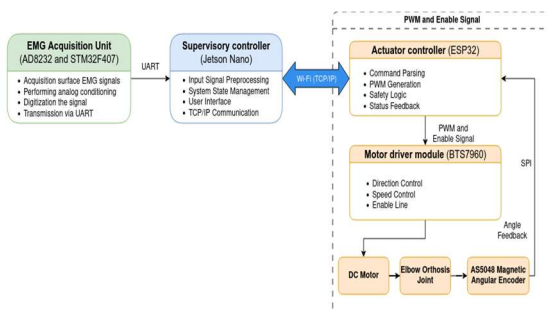 PWM and Enable Signal
EMG Acquisition Unit
(AD8232 and STM32F407)
• Acquisition surface EMG signals
• Performing analog conditioning
• Digitization the signal
• Transmission via UART
UART
Supervisory controller
(Jetson Nano)
• Input Signal Preprocessing
• System State Management
• User Interface
• TCP/IP Communication
Wi-Fi (TCP/IP)
Actuator controller (ESP32)
• Command Parsing
• PWM Generation
• Safety Logic
• Status Feedback
PWM and
Enable Signal
Motor driver module (BTS7960)
• Direction Control
• Speed Control
• Enable Line
SPI
Angle
Feedback
DC Motor
Elbow Orthosis
Joint
AS5048 Magnetic
Angular Encoder